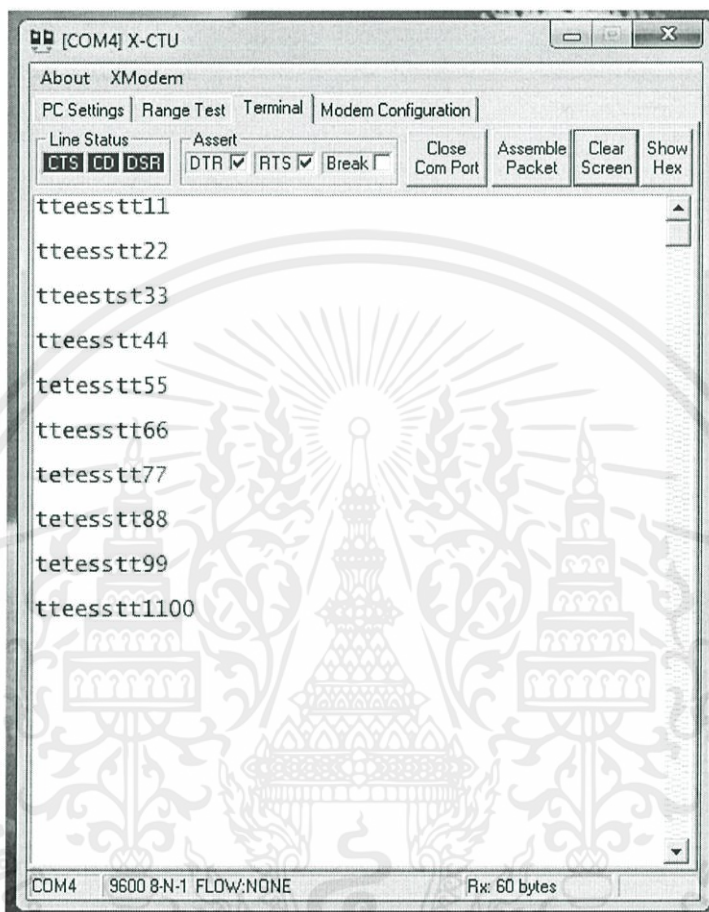 [COM4] X-CTU
About XModem
PC Settings Range Test Terminal Modem Configuration
Line Status Assert
CTS CD DSR DTR RTS Break Close Com Port Assemble Packet Clear Screen Show Hex
tteesstt11
tteesstt22
tteestst33
tteesstt44
tetesstt55
tteesstt66
tetesstt77
tetesstt88
tetesstt99
tteesstt1100
COM4 9600 8-N-1 FLOW:NONE Rx: 60 bytes